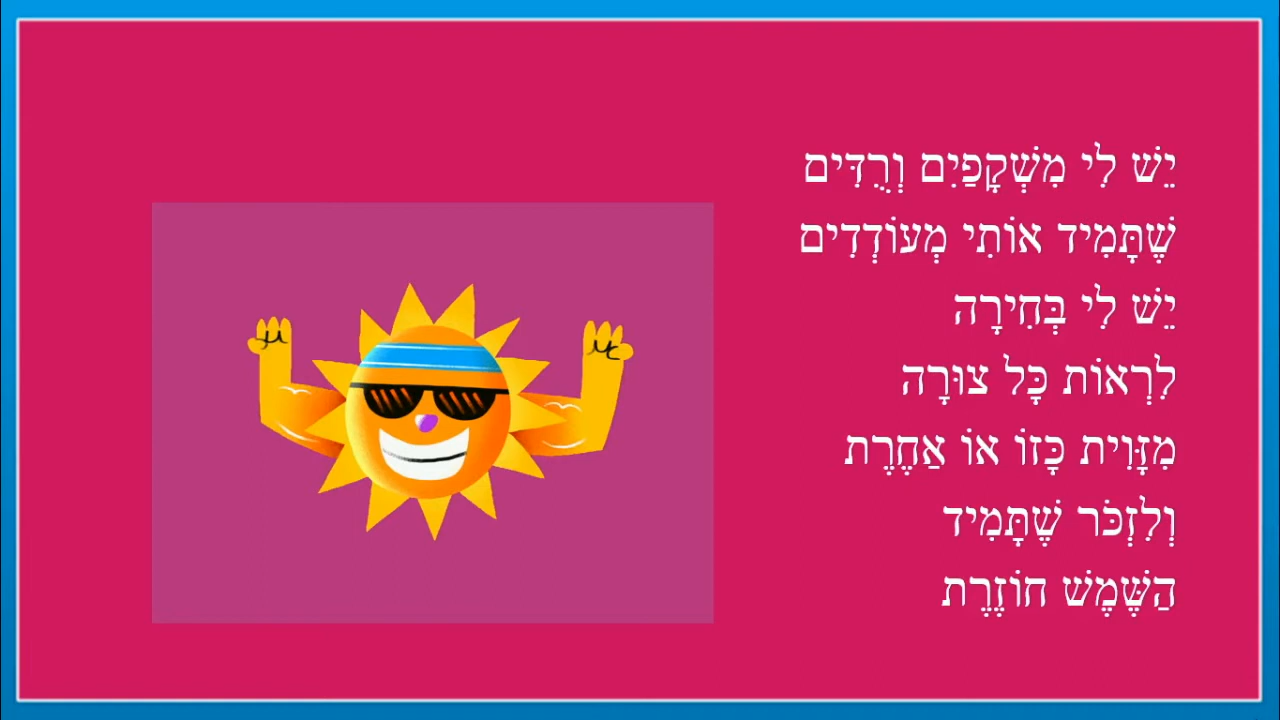 יֵשׁ לִי מִשְׁקָפַיִם וְרֻדִּים
שֶׁתָּמִיד אוֹתִי מְעוֹדְדִים
יֵשׁ לִי בְּחִירָה
לִרְאוֹת כָּל צוּרָה
מִזָּוִית כָּזוֹ אוֹ אַחֶרֶת
וְלִזְכֹּר שֶׁתָּמִיד
הַשֶּׁמֶשׁ חוֹזֶרֶת